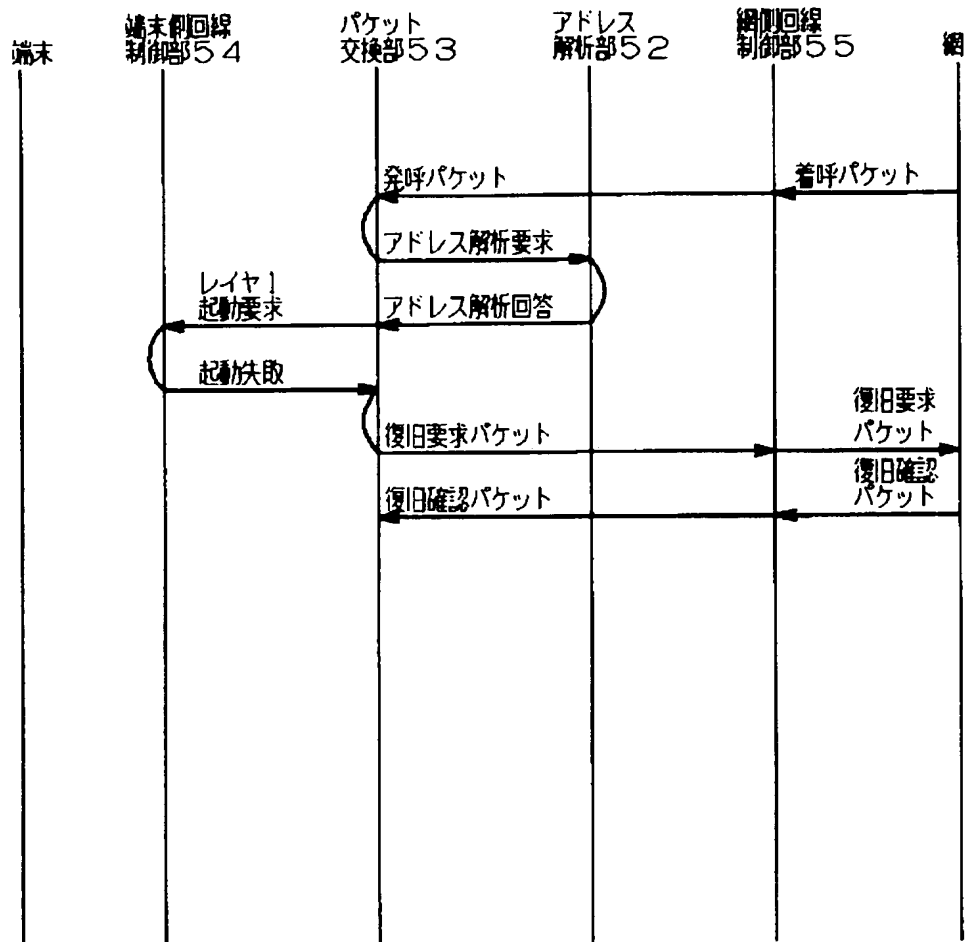 端末
端末側回線
制御部54
パケット
交換部53
アドレス
解析部52
網側回線
制御部55
網
発呼パケット
着呼パケット
アドレス解析要求
レイヤ1
起動要求
アドレス解析回答
起動失敗
復旧要求パケット
復旧要求
パケット
復旧確認パケット
復旧確認
パケット